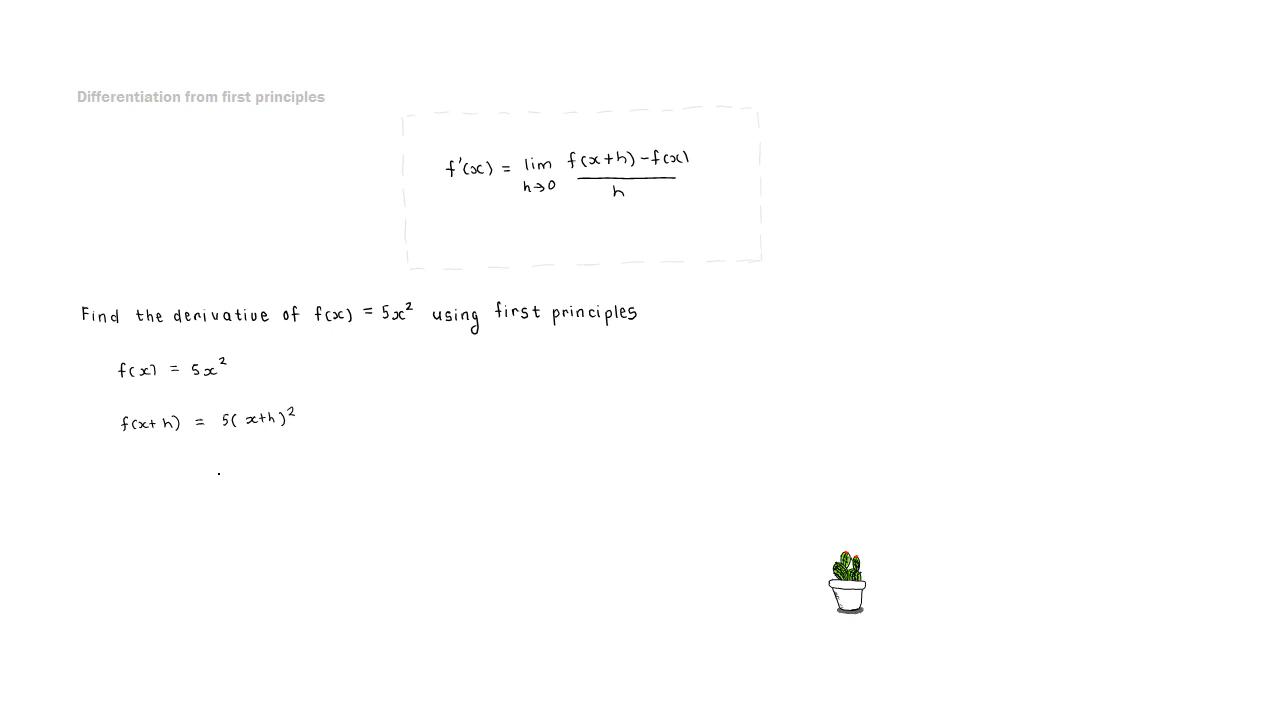 Differentiation from first principles
f'(x) = lim f(x+h) - f(x)
h→0 h
Find the derivative of f(x) = 5x² using first principles
f(x) = 5x²
f(x+h) = 5(x+h)²